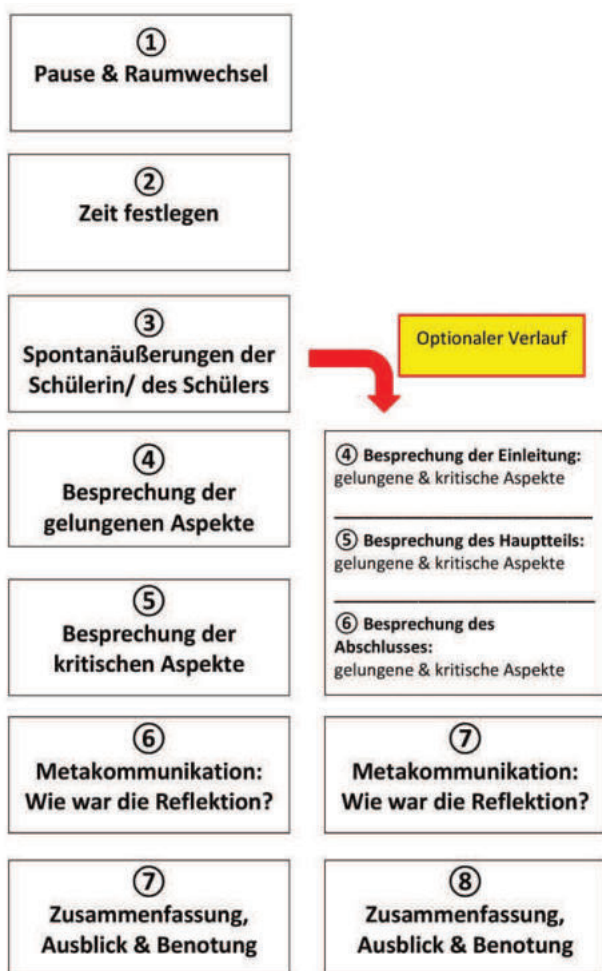 ①
Pause & Raumwechsel
②
Zeit festlegen
③
Spontanäußerungen der
Schülerin/ des Schülers
Optionaler Verlauf
④
Besprechung der
gelungenen Aspekte
⑤
Besprechung der
kritischen Aspekte
④ Besprechung der Einleitung:
gelungene & kritische Aspekte
⑤ Besprechung des Hauptteils:
gelungene & kritische Aspekte
⑥ Besprechung des
Abschlusses:
gelungene & kritische Aspekte
⑥
Metakommunikation:
Wie war die Reflektion?
⑦
Metakommunikation:
Wie war die Reflektion?
⑦
Zusammenfassung,
Ausblick & Benotung
⑧
Zusammenfassung,
Ausblick & Benotung